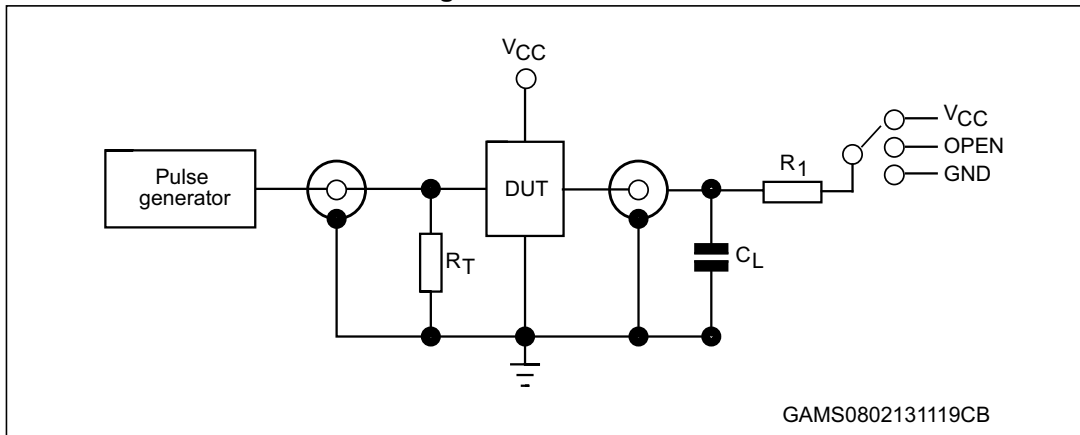 VCC
Pulse
generator
RT
DUT
CL
R1
VCC
OPEN
GND
GAMS0802131119CB